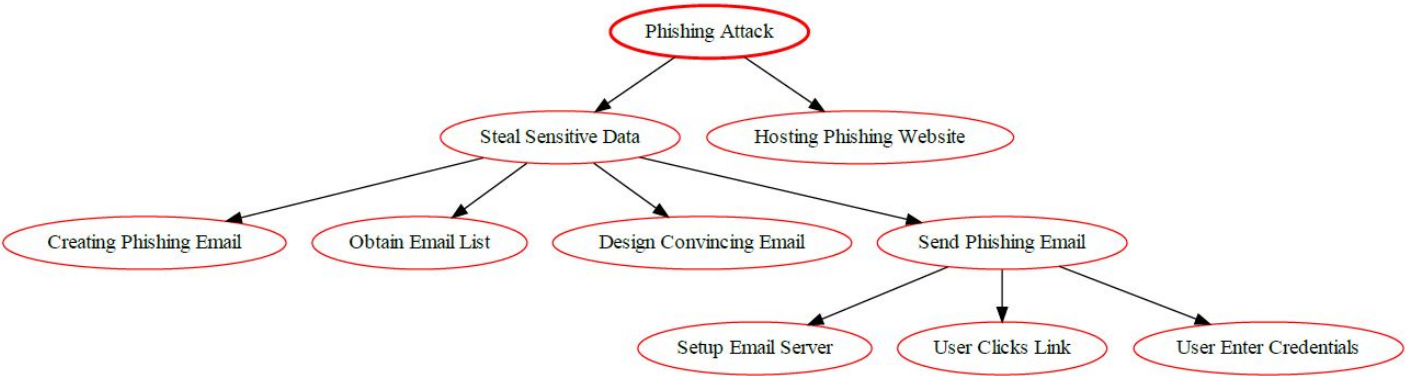 Phishing Attack
Steal Sensitive Data
Hosting Phishing Website
Creating Phishing Email
Obtain Email List
Design Convincing Email
Send Phishing Email
Setup Email Server
User Clicks Link
User Enter Credentials